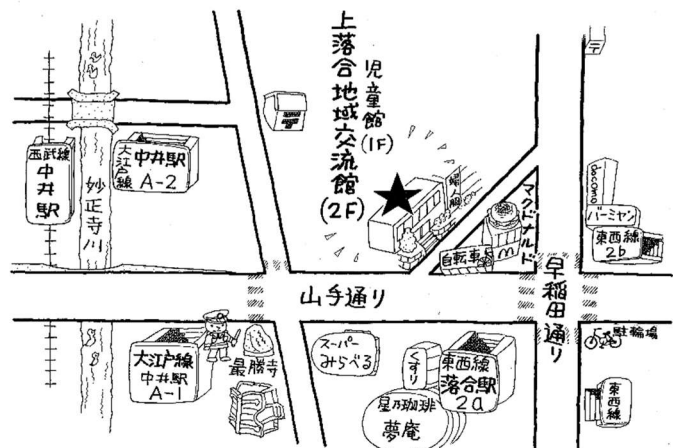 上落合地域交流館(2F)
児童館(1F)
西武線
中井駅
妙正寺川
大江戸線
中井駅
A-2
婦人服
マクドナルド
自転車
docomo
バーミヤン
東西線
2b
山手通り
早稲田通り
駐輪場
大江戸線
中井駅
A-1
最勝寺
スーパー
みらべる
くすり
東西線
落合駅
2a
星乃珈琲
夢庵
東西線
〒
m